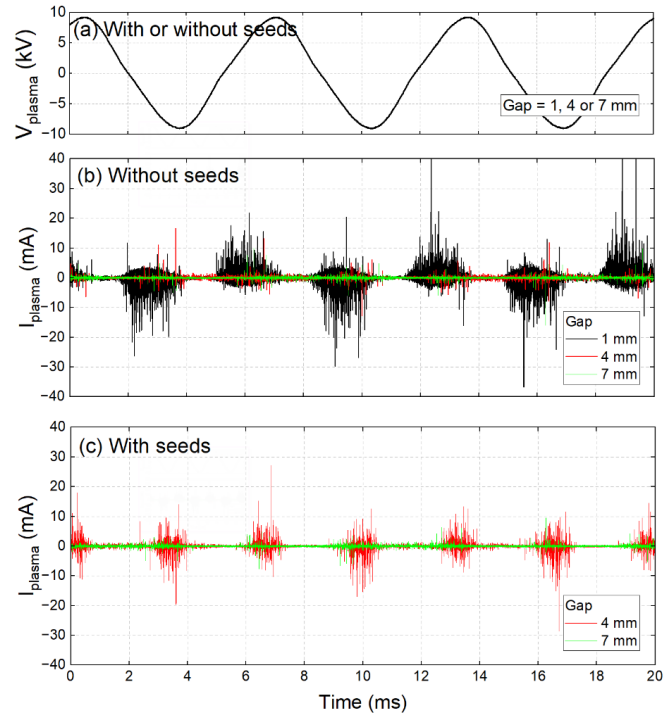 (a) With or without seeds
V_plasma (kV)
10
5
0
-5
-10
Gap = 1, 4 or 7 mm
(b) Without seeds
I_plasma (mA)
40
30
20
10
0
−10
−20
−30
−40
Gap
1 mm
4 mm
7 mm
(c) With seeds
I_plasma (mA)
40
30
20
10
0
−10
−20
−30
−40
Gap
4 mm
7 mm
0 2 4 6 8 10 12 14 16 18 20
Time (ms)